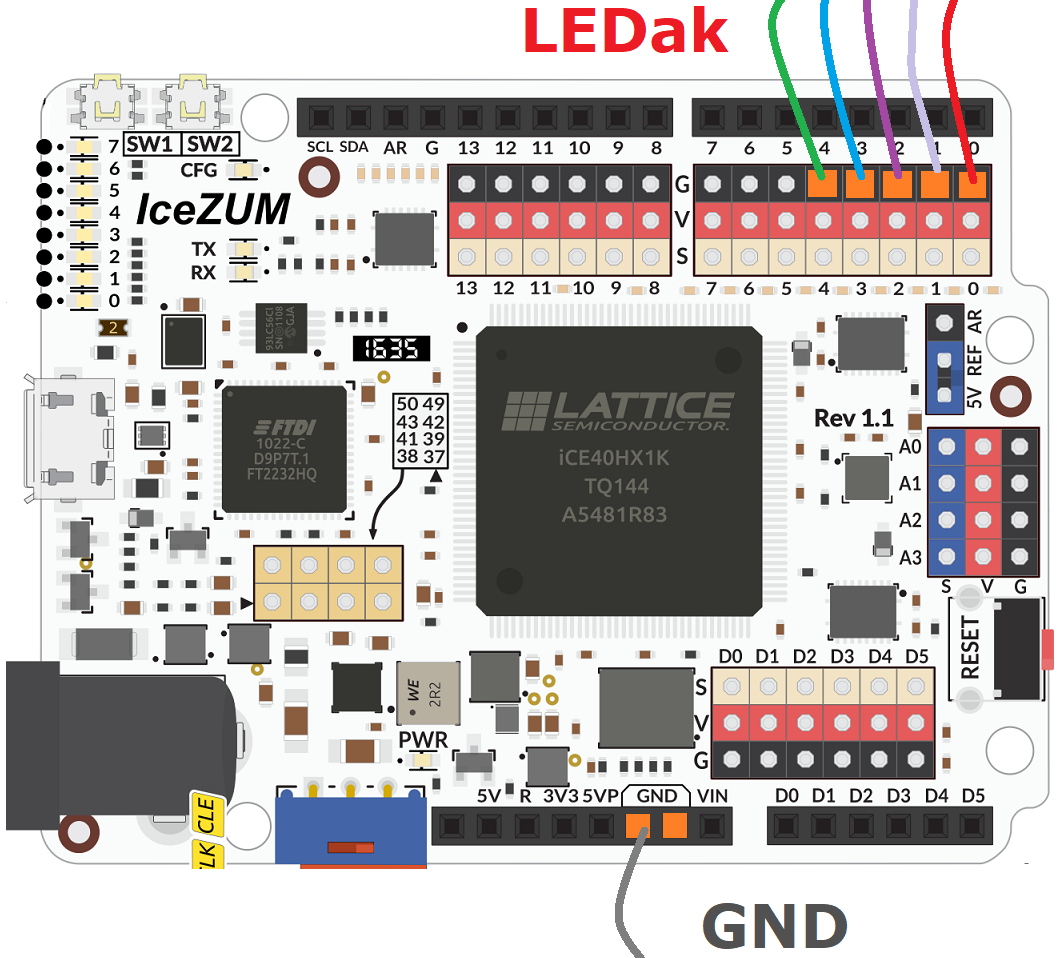 LEDak
SW1 SW2
CFG
7
6
5
4
3
2
1
0
IceZUM
TX
RX
SCL SDA AR G 13 12 11 10 9 8
7 6 5 4 3 2 1 0
G
V
S
13 12 11 10 9 8
7 6 5 4 3 2 1 0
2
93LC56CI
SN 1108
GJA
1635
AR
REF
5V
50 49
43 42
41 39
38 37
FTDI
1022-C
D9P7T.1
FT2232HQ
LATTICE
SEMICONDUCTOR.
iCE40HX1K
TQ144
A5481R83
Rev 1.1
A0
A1
A2
A3
S V G
RESET
D0 D1 D2 D3 D4 D5
S
V
G
WE
2R2
PWR
5V R 3V3 5VP GND VIN
D0 D1 D2 D3 D4 D5
CLE
LK
GND